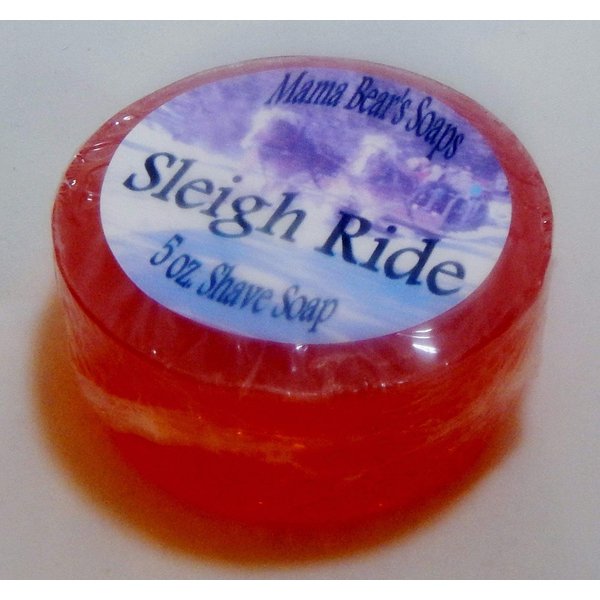 Mama Bear's Soaps
Sleigh Ride
5 oz. Shave Soap